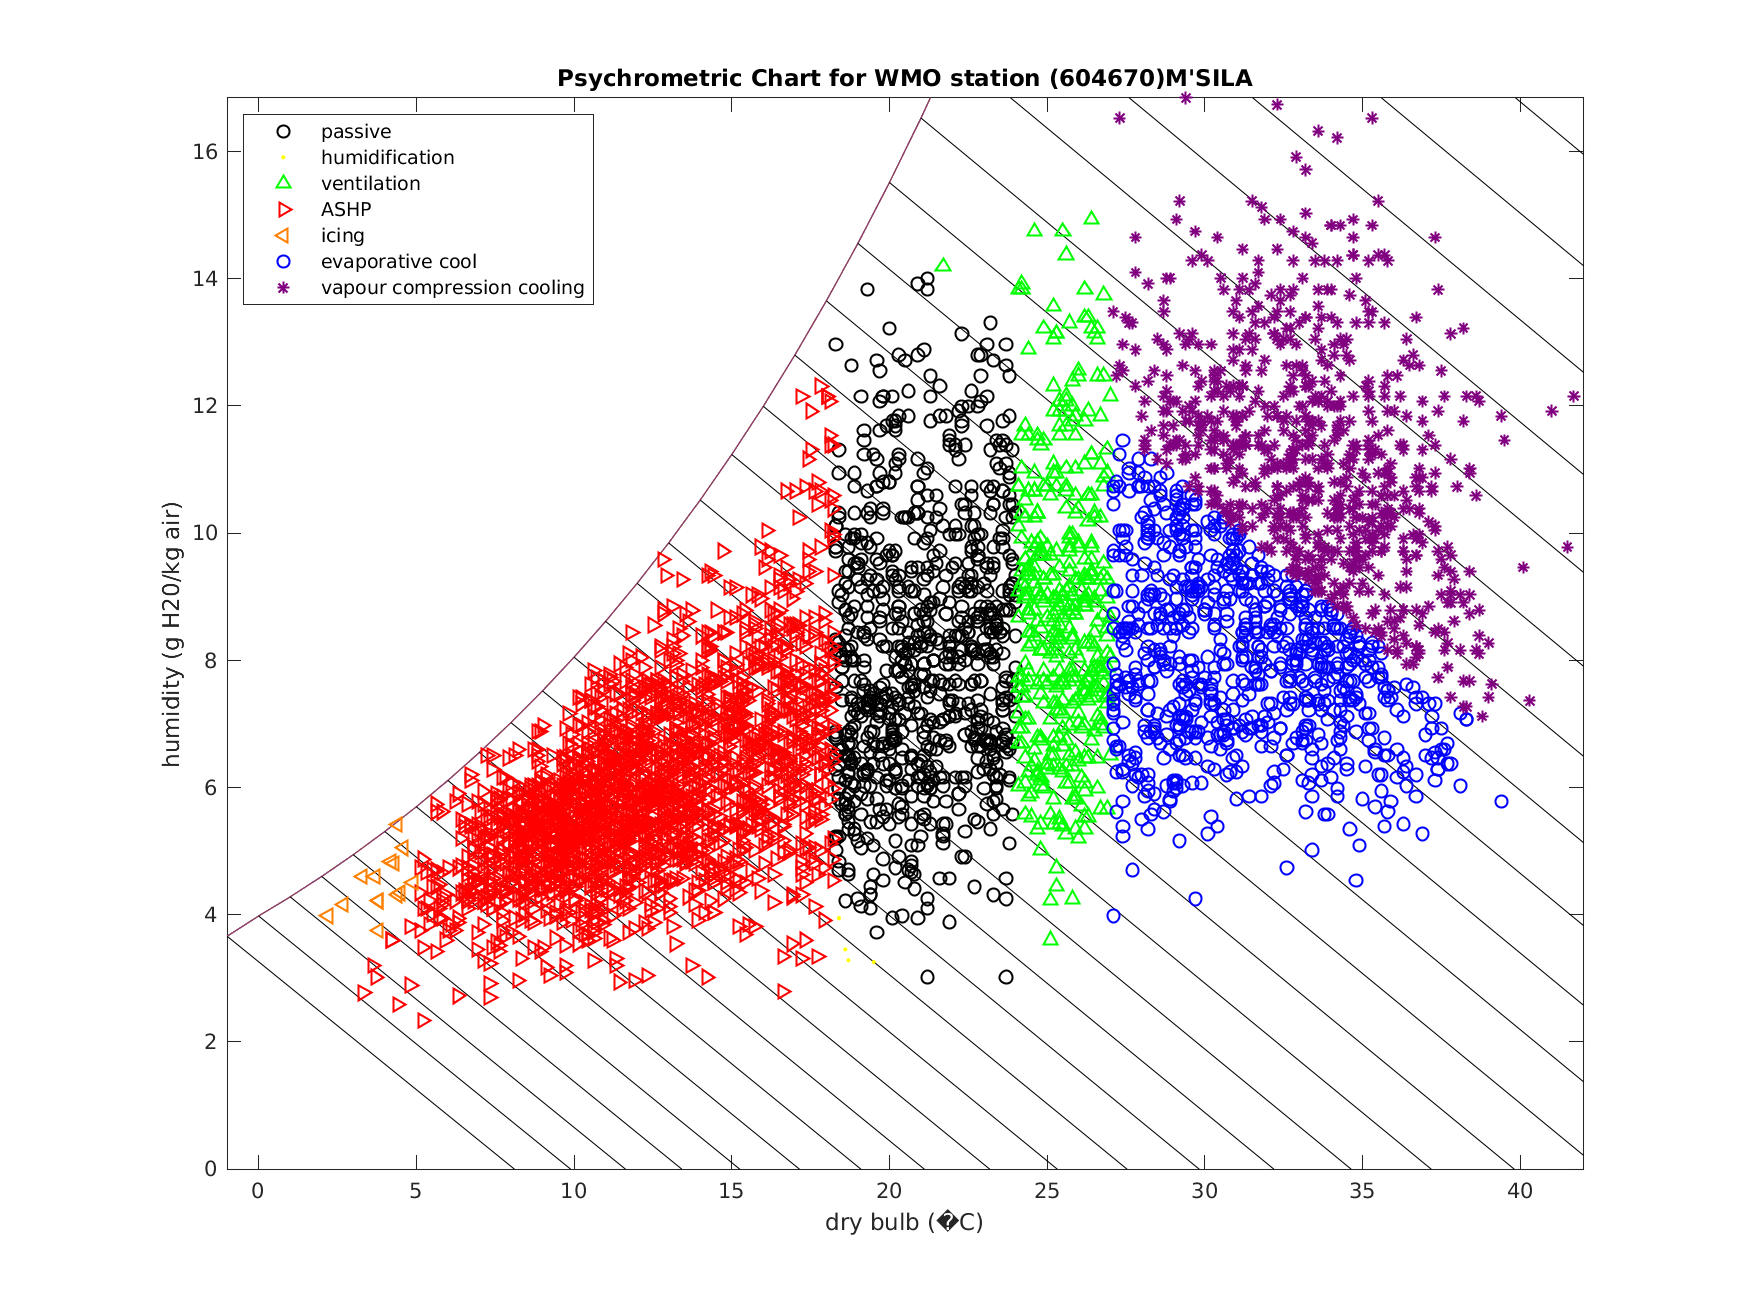 Psychrometric Chart for WMO station (604670)M'SILA
passive
humidification
ventilation
ASHP
icing
evaporative cool
vapour compression cooling
humidity (g H20/kg air)
16
14
12
10
8
6
4
2
0
0 5 10 15 20 25 30 35 40
dry bulb (�C)